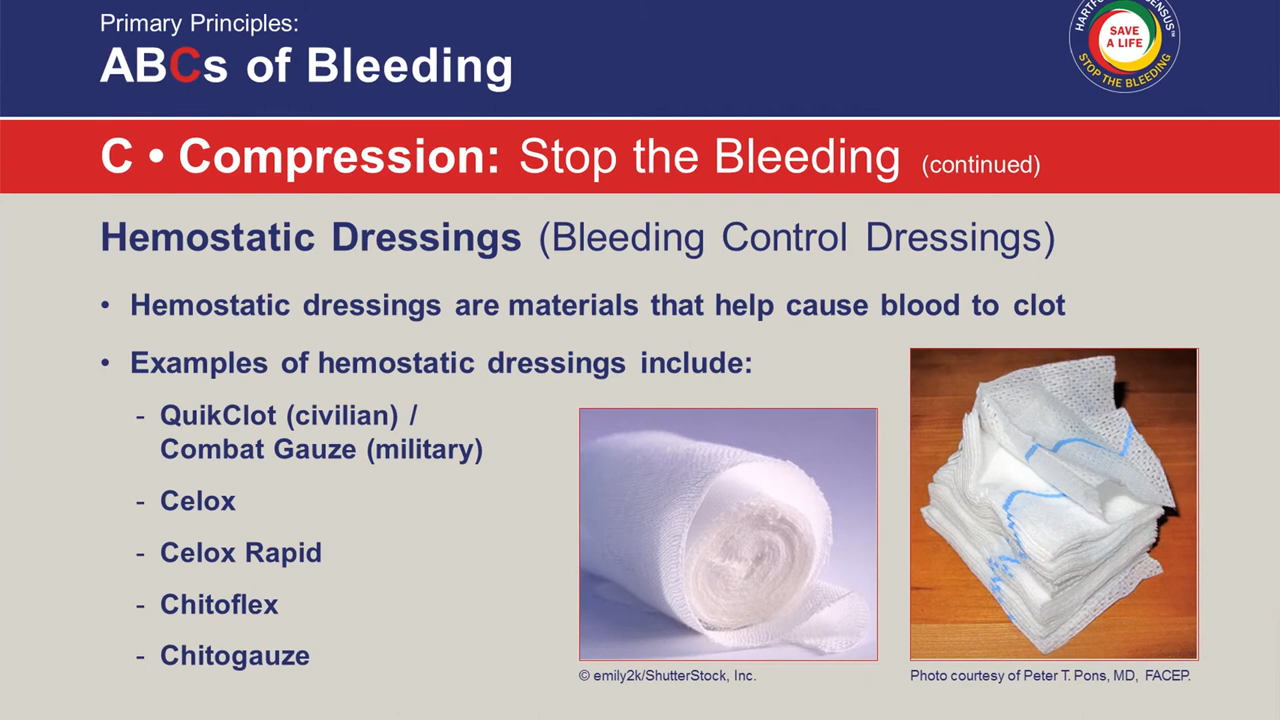 Primary Principles:
ABCs of Bleeding
SAVE
A LIFE
STOP THE BLEEDING
C • Compression: Stop the Bleeding (continued)
Hemostatic Dressings (Bleeding Control Dressings)
• Hemostatic dressings are materials that help cause blood to clot
• Examples of hemostatic dressings include:
- QuikClot (civilian) /
Combat Gauze (military)
- Celox
- Celox Rapid
- Chitoflex
- Chitogauze
© emily2k/ShutterStock, Inc.
Photo courtesy of Peter T. Pons, MD, FACEP.